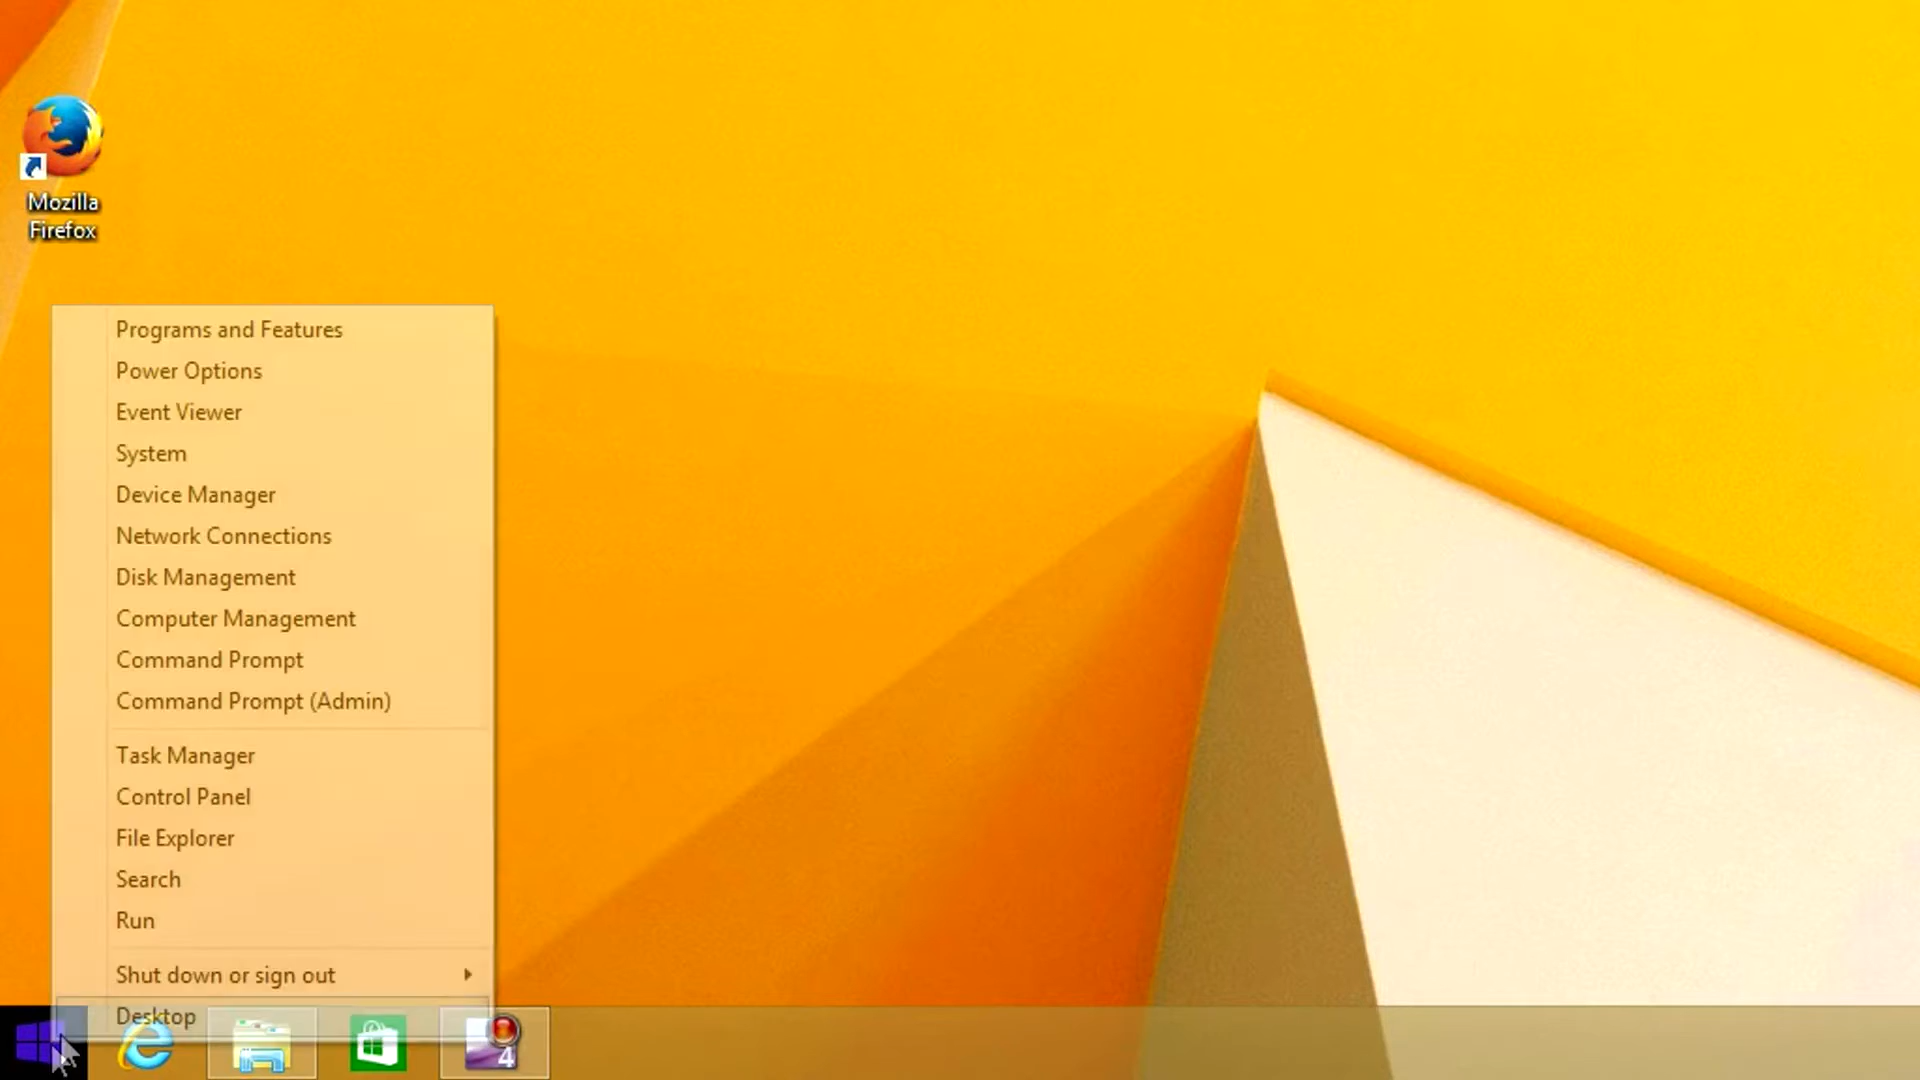 Mozilla
Firefox
Programs and Features
Power Options
Event Viewer
System
Device Manager
Network Connections
Disk Management
Computer Management
Command Prompt
Command Prompt (Admin)
Task Manager
Control Panel
File Explorer
Search
Run
Shut down or sign out
Desktop
4